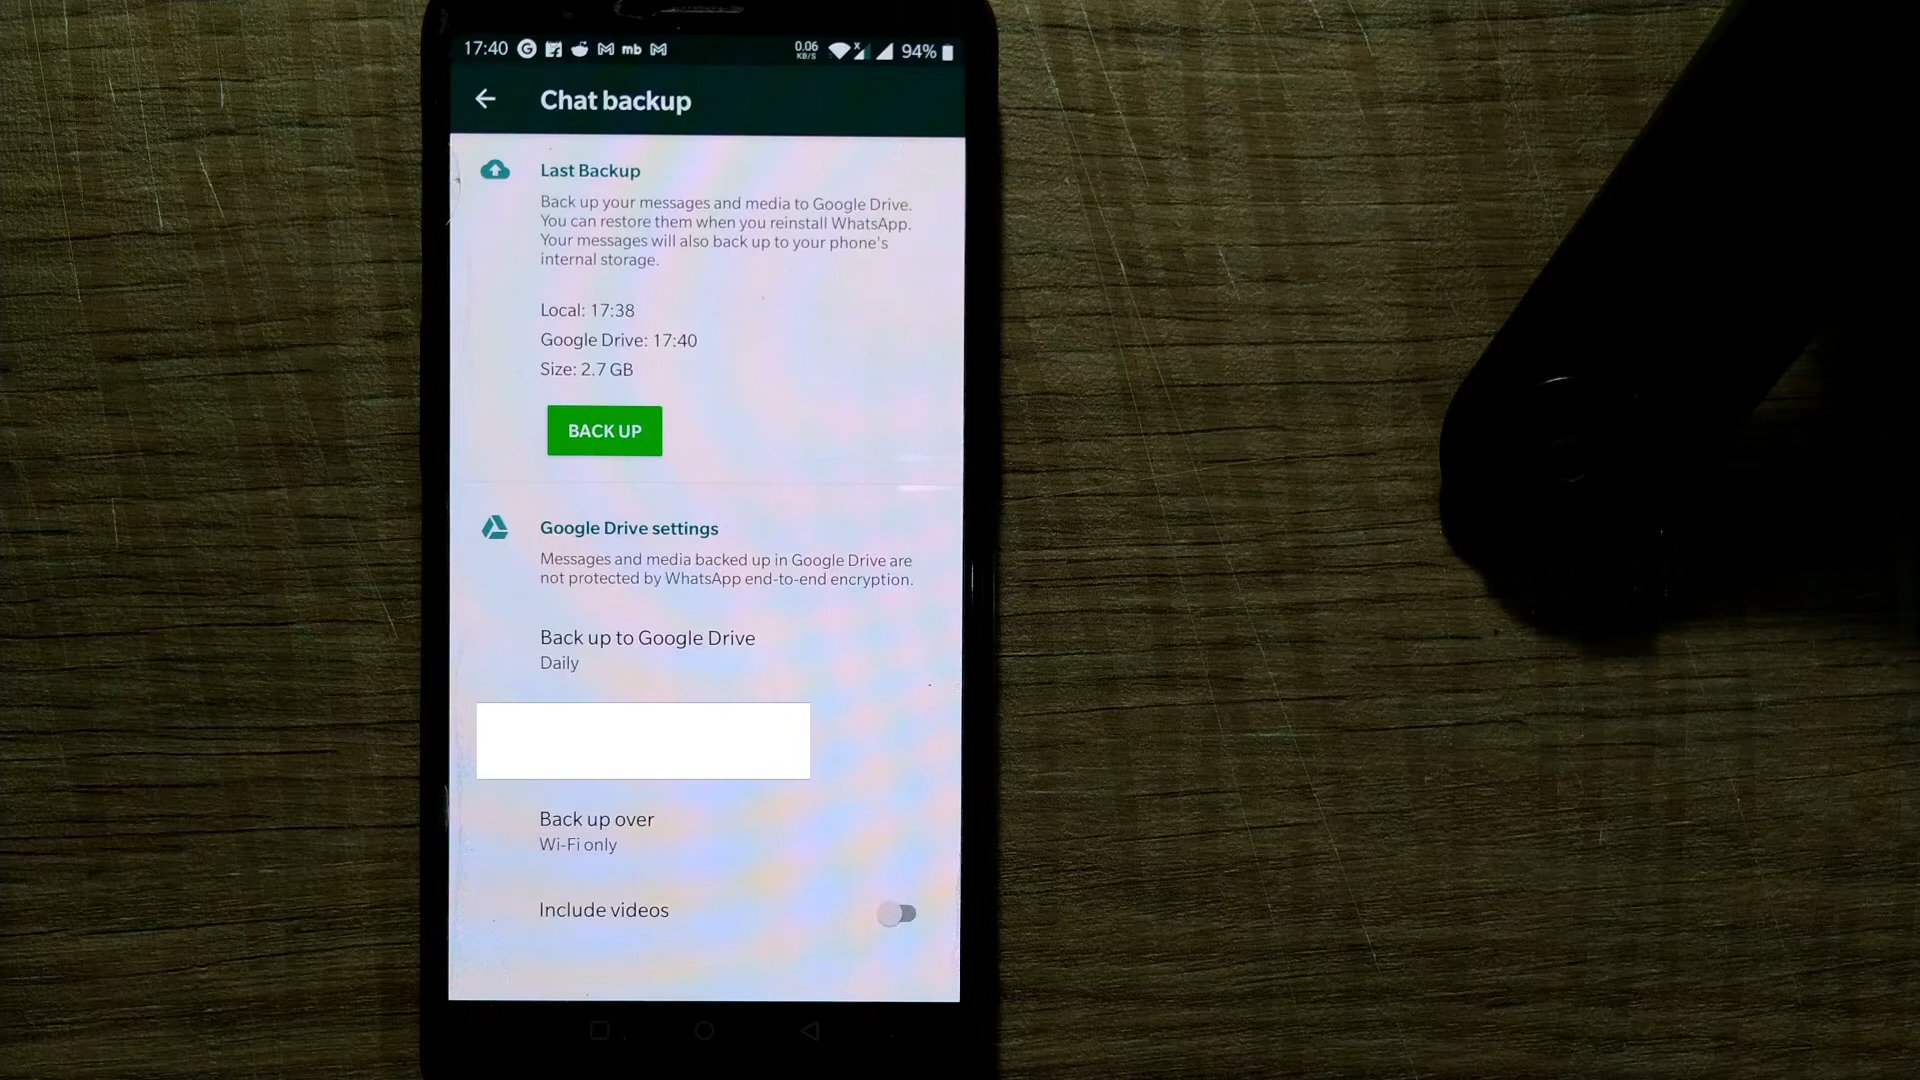 17:40 mb 0.06 KB/S 94%
Chat backup
Last Backup
Back up your messages and media to Google Drive.
You can restore them when you reinstall WhatsApp.
Your messages will also back up to your phone's
internal storage.
Local: 17:38
Google Drive: 17:40
Size: 2.7 GB
BACK UP
Google Drive settings
Messages and media backed up in Google Drive are
not protected by WhatsApp end-to-end encryption.
Back up to Google Drive
Daily
Back up over
Wi-Fi only
Include videos